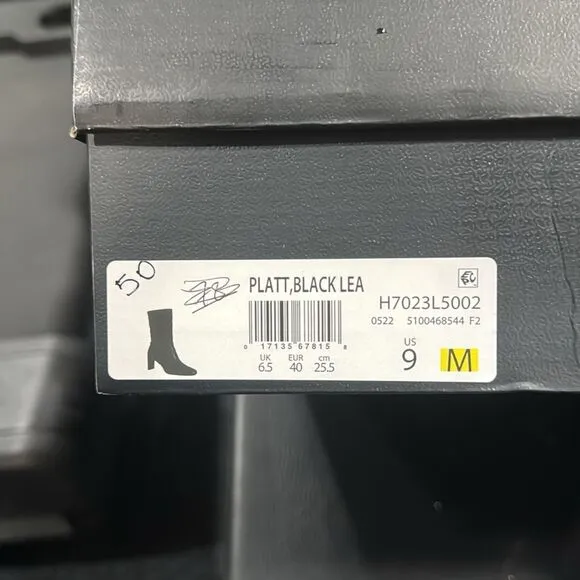 50
PLATT,BLACK LEA
0 17135 67815 8
UK EUR cm
6.5 40 25.5
H7023L5002
0522 5100468544 F2
US
9 M